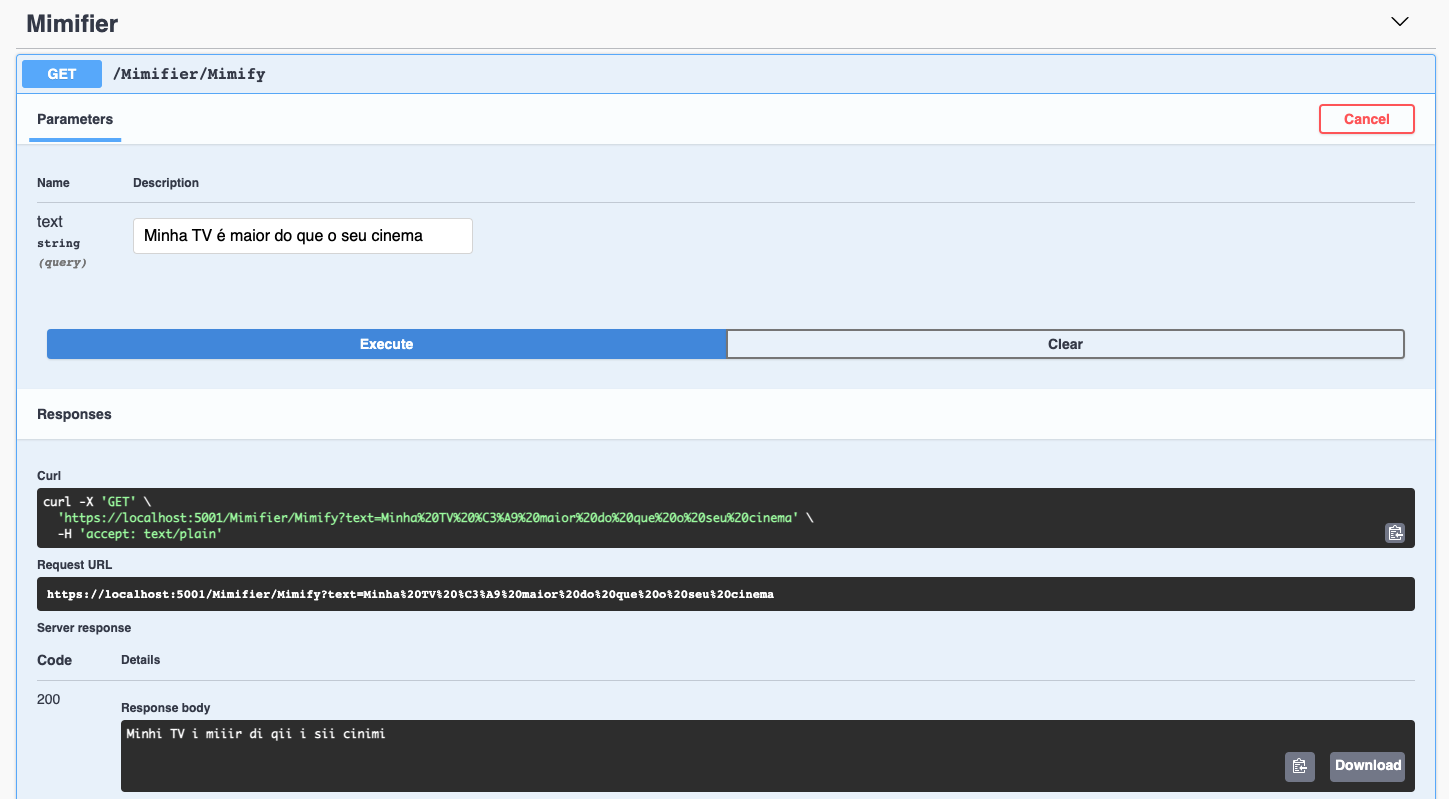 Mimifier
GET /Mimifier/Mimify
Parameters
Cancel
Name Description
text
string
(query)
Minha TV é maior do que o seu cinema
Execute
Clear
Responses
Curl
curl -X 'GET' \
'https://localhost:5001/Mimifier/Mimify?text=Minha%20TV%20%C3%A9%20maior%20do%20que%20o%20seu%20cinema' \
-H 'accept: text/plain'
Request URL
https://localhost:5001/Mimifier/Mimify?text=Minha%20TV%20%C3%A9%20maior%20do%20que%20o%20seu%20cinema
Server response
Code Details
200
Response body
Minhi TV i miiir di qii i sii cinimi
Download